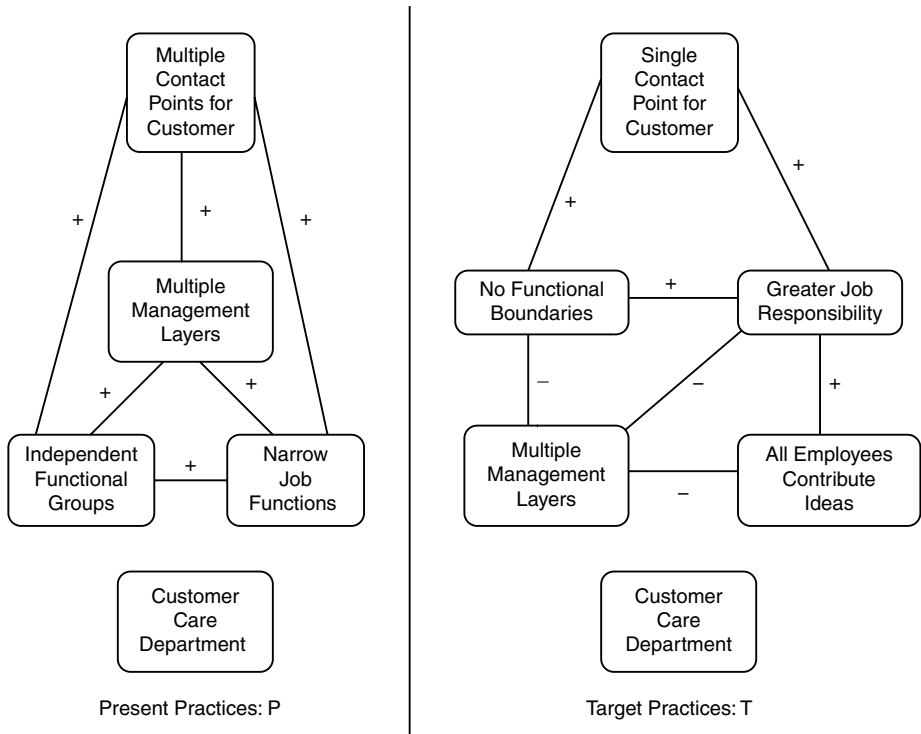 Multiple
Contact
Points for
Customer
+
+
+
Multiple
Management
Layers
+
+
Independent
Functional
Groups
+
Narrow
Job
Functions
Customer
Care
Department
Present Practices: P
Single
Contact
Point for
Customer
+
+
No Functional
Boundaries
+
Greater Job
Responsibility
–
–
+
Multiple
Management
Layers
–
All Employees
Contribute
Ideas
Customer
Care
Department
Target Practices: T